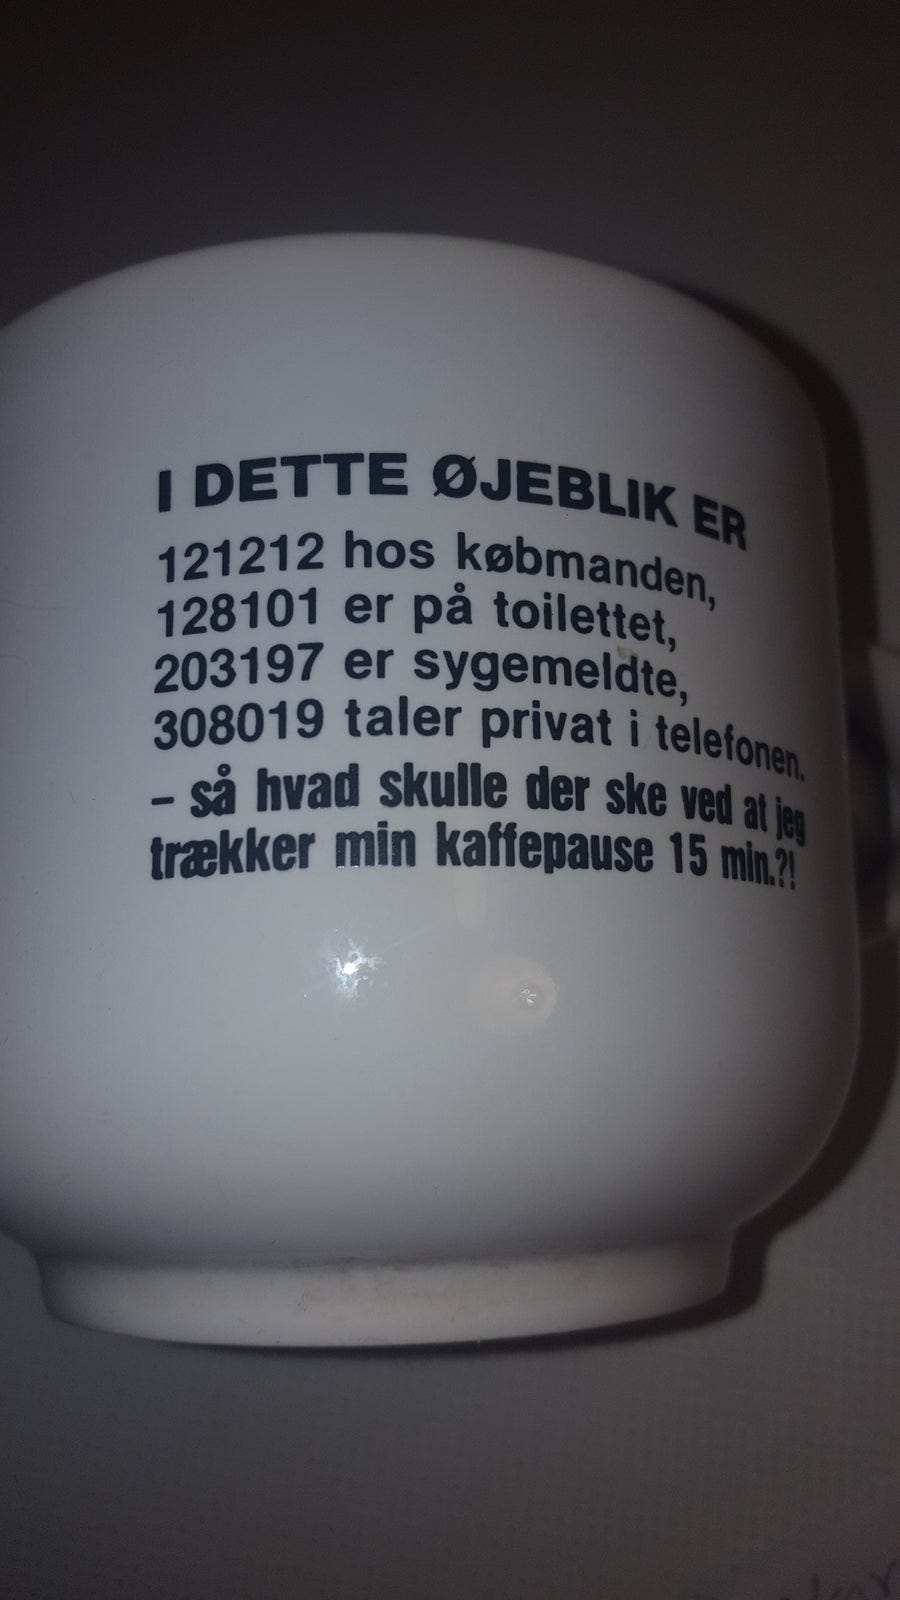 I DETTE ØJEBLIK ER
121212 hos købmanden,
128101 er på toilettet,
203197 er sygemeldte,
308019 taler privat i telefonen.
– så hvad skulle der ske ved at jeg
trækker min kaffepause 15 min.?!